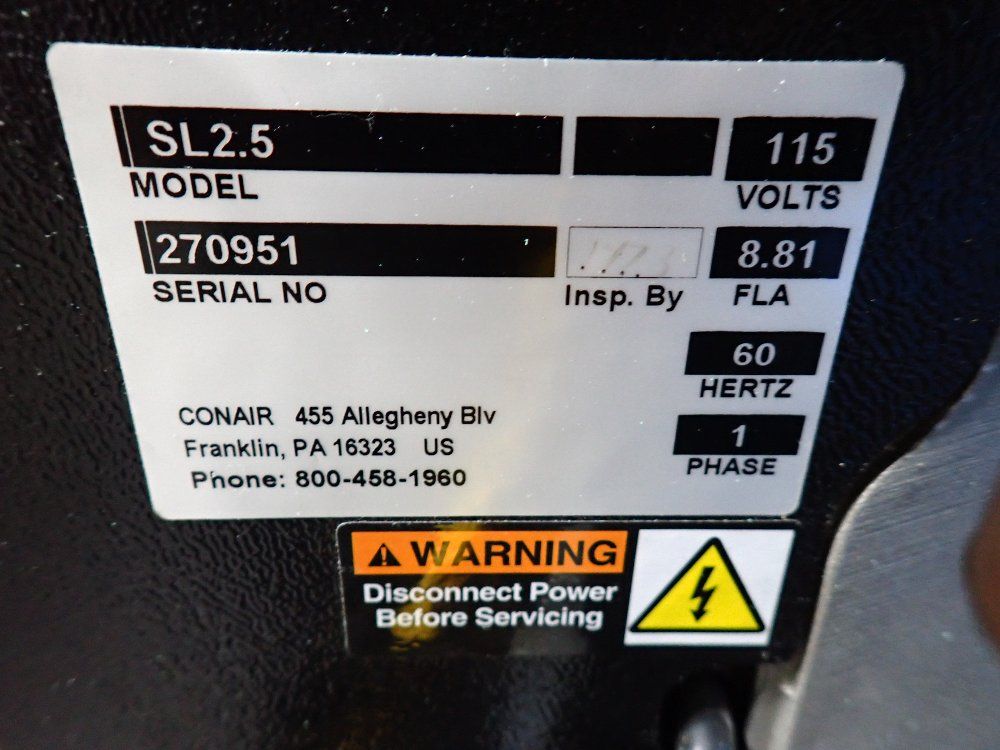 SL2.5
MODEL
115
VOLTS
270951
SERIAL NO
Insp. By
8.81
FLA
60
HERTZ
1
PHASE
CONAIR 455 Allegheny Blv
Franklin, PA 16323 US
Phone: 800-458-1960
WARNING
Disconnect Power
Before Servicing